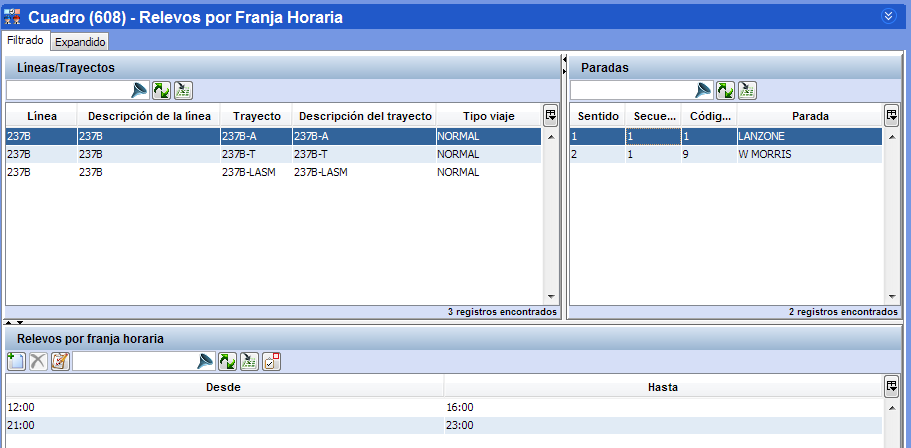 Cuadro (608) - Relevos por Franja Horaria
Filtrado Expandido
Líneas/Trayectos
Línea Descripción de la línea Trayecto Descripción del trayecto Tipo viaje
237B 237B 237B-A 237B-A NORMAL
237B 237B 237B-T 237B-T NORMAL
237B 237B 237B-LASM 237B-LASM NORMAL
3 registros encontrados
Paradas
Sentido Secue... Códig... Parada
1 1 1 LANZONE
2 1 9 W MORRIS
2 registros encontrados
Relevos por franja horaria
Desde Hasta
12:00 16:00
21:00 23:00